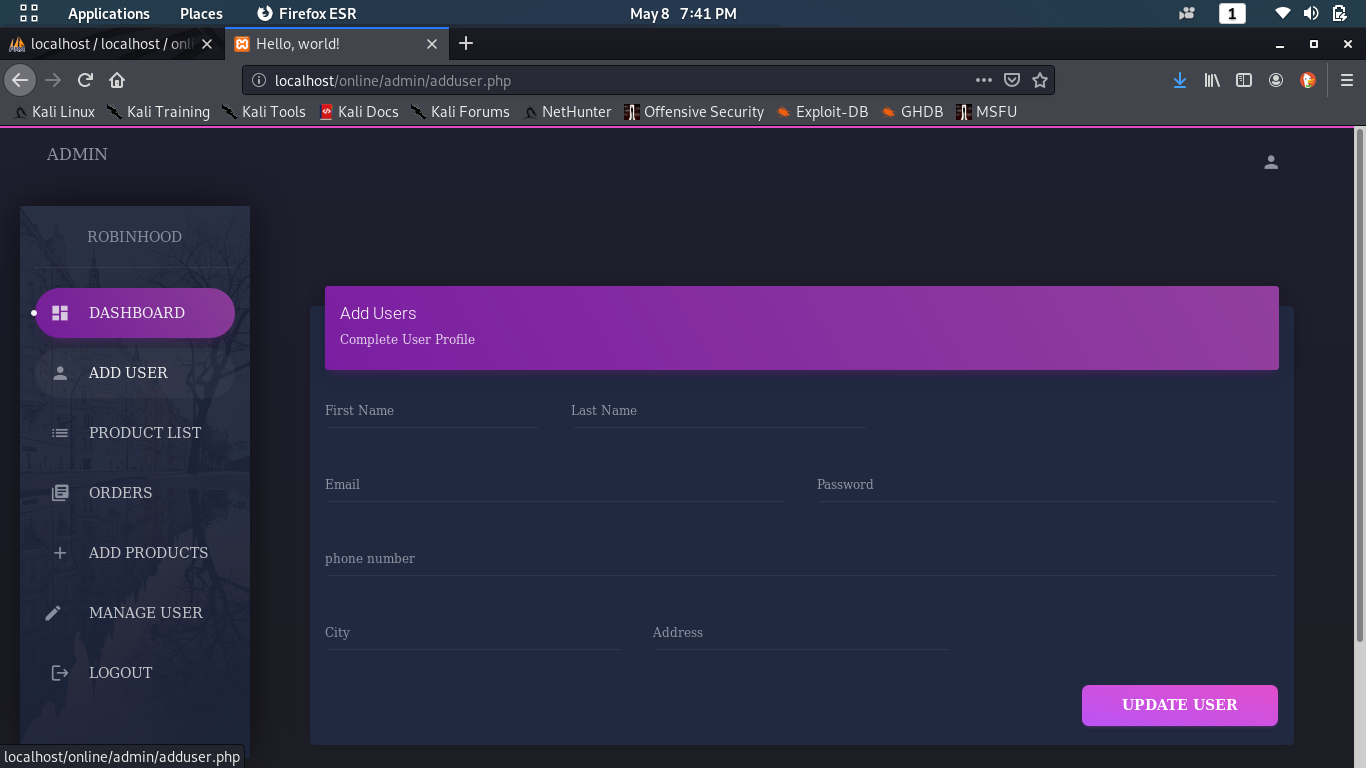 Applications Places Firefox ESR May 8 7:41 PM 1
localhost / localhost / onli Hello, world!
localhost/online/admin/adduser.php
Kali Linux Kali Training Kali Tools Kali Docs Kali Forums NetHunter Offensive Security Exploit-DB GHDB MSFU
ADMIN
ROBINHOOD
DASHBOARD
ADD USER
PRODUCT LIST
ORDERS
ADD PRODUCTS
MANAGE USER
LOGOUT
Add Users
Complete User Profile
First Name Last Name
Email Password
phone number
City Address
UPDATE USER
localhost/online/admin/adduser.php